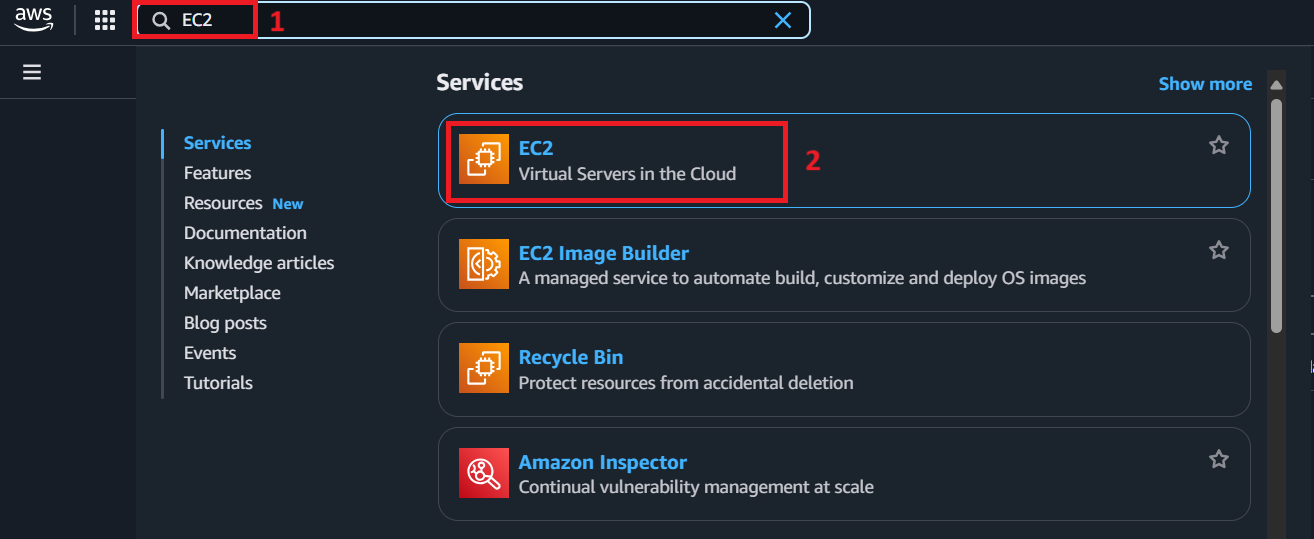 aws
EC2 1
Services
Show more
Services
Features
Resources New
Documentation
Knowledge articles
Marketplace
Blog posts
Events
Tutorials
EC2
Virtual Servers in the Cloud
2
EC2 Image Builder
A managed service to automate build, customize and deploy OS images
Recycle Bin
Protect resources from accidental deletion
Amazon Inspector
Continual vulnerability management at scale